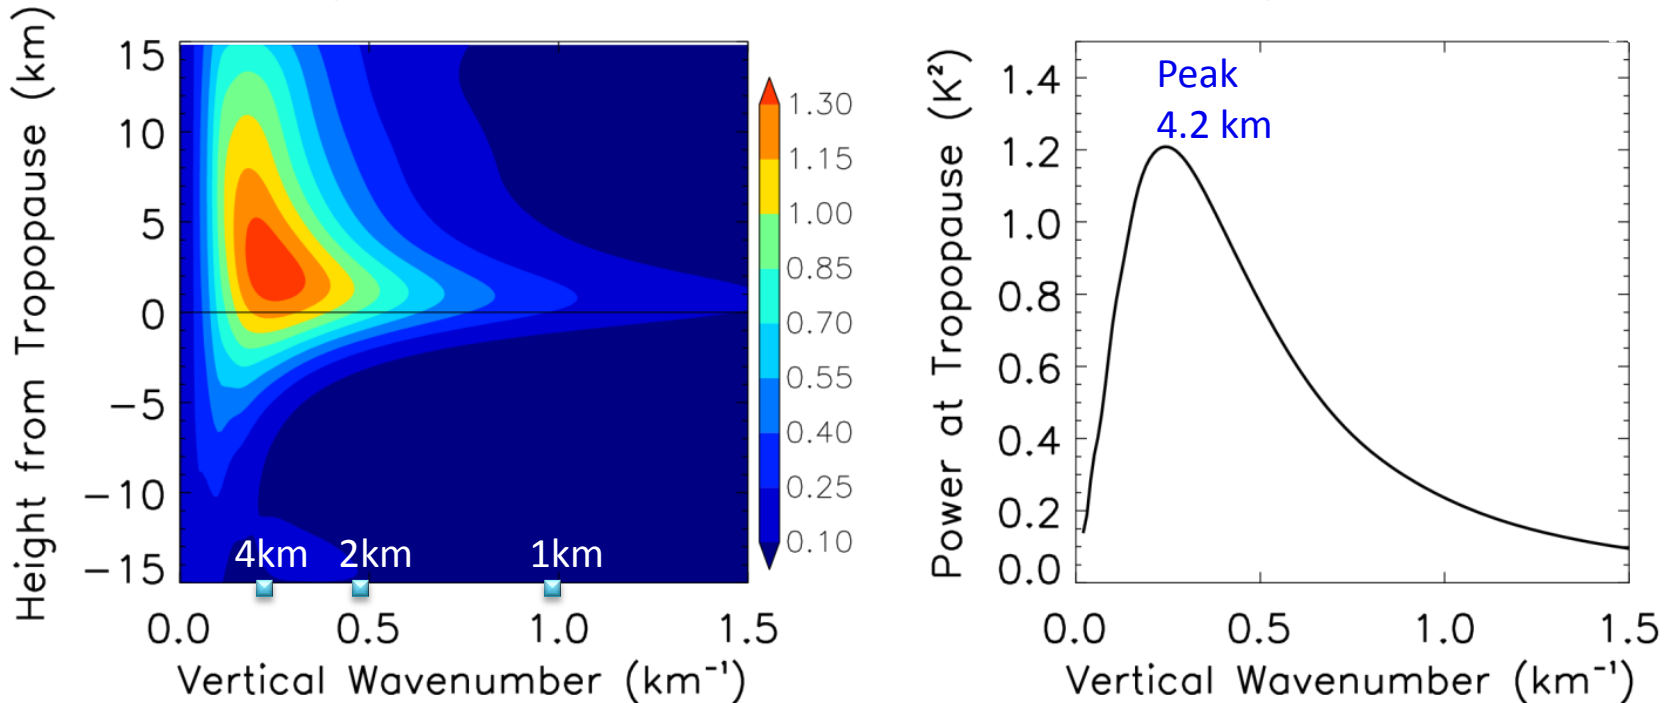 Height from Tropopause (km)
15
10
5
0
−5
−10
−15
4km 2km 1km
0.0 0.5 1.0 1.5
Vertical Wavenumber (km⁻¹)
1.30
1.15
1.00
0.85
0.70
0.55
0.40
0.25
0.10
Power at Tropopause (K²)
1.4
1.2
1.0
0.8
0.6
0.4
0.2
0.0
Peak
4.2 km
0.0 0.5 1.0 1.5
Vertical Wavenumber (km⁻¹)